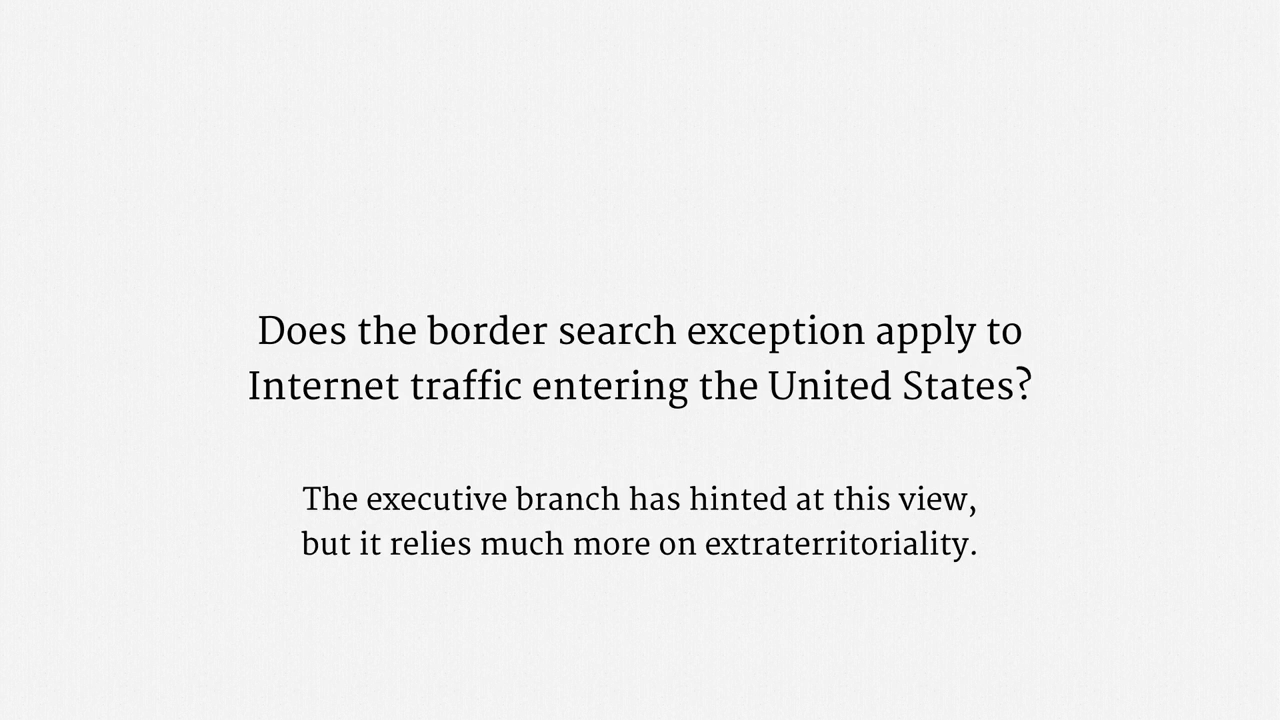 Does the border search exception apply to
Internet traffic entering the United States?
The executive branch has hinted at this view,
but it relies much more on extraterritoriality.